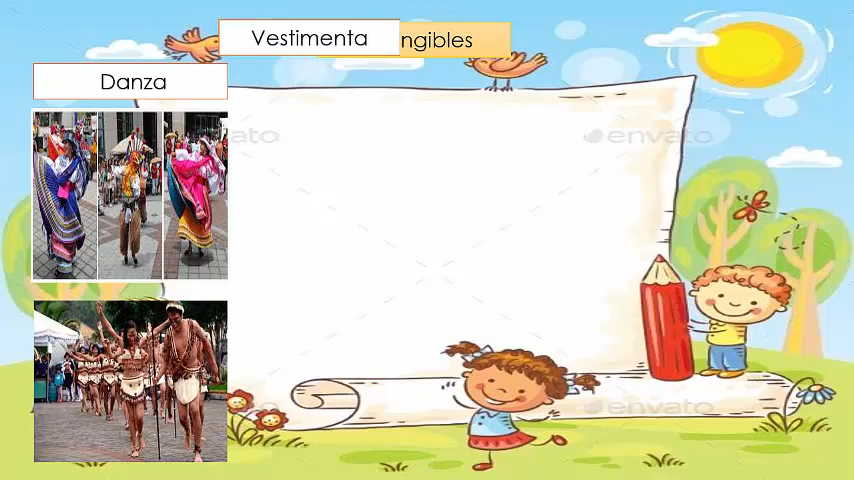 Vestimenta
ngibles
Danza
envato
envato